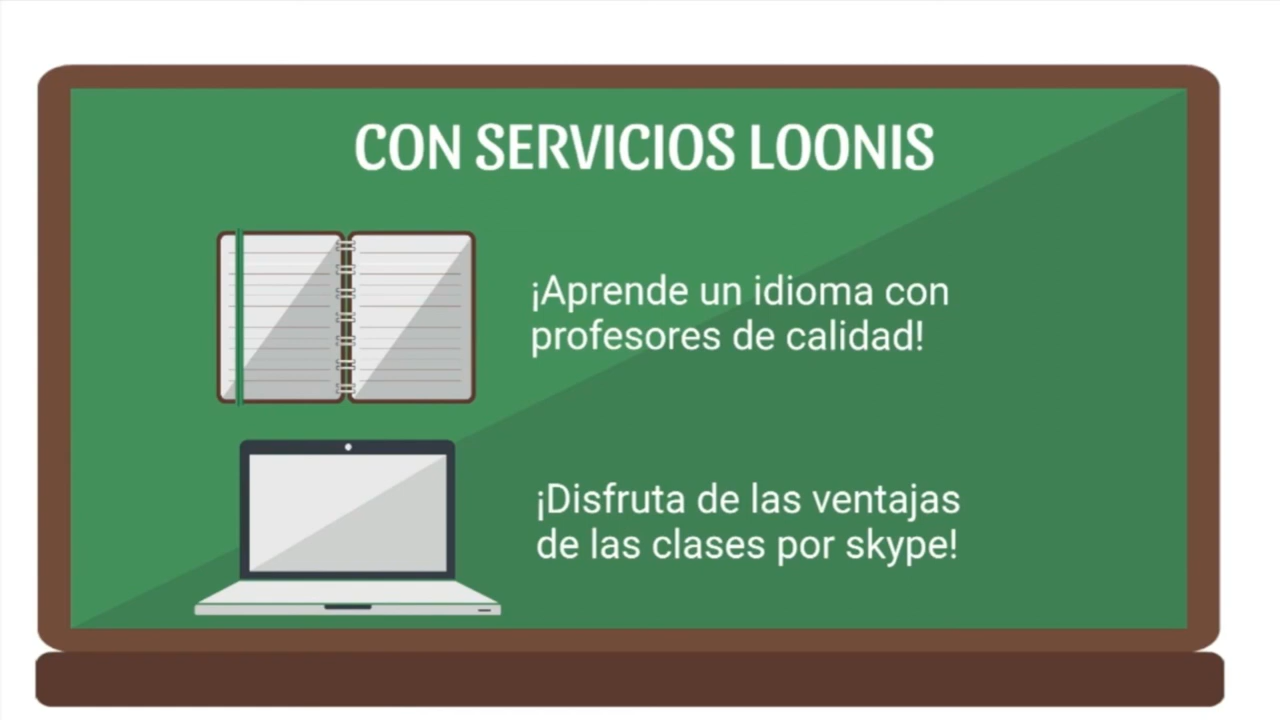 CON SERVICIOS LOONIS
¡Aprende un idioma con
profesores de calidad!
¡Disfruta de las ventajas
de las clases por skype!